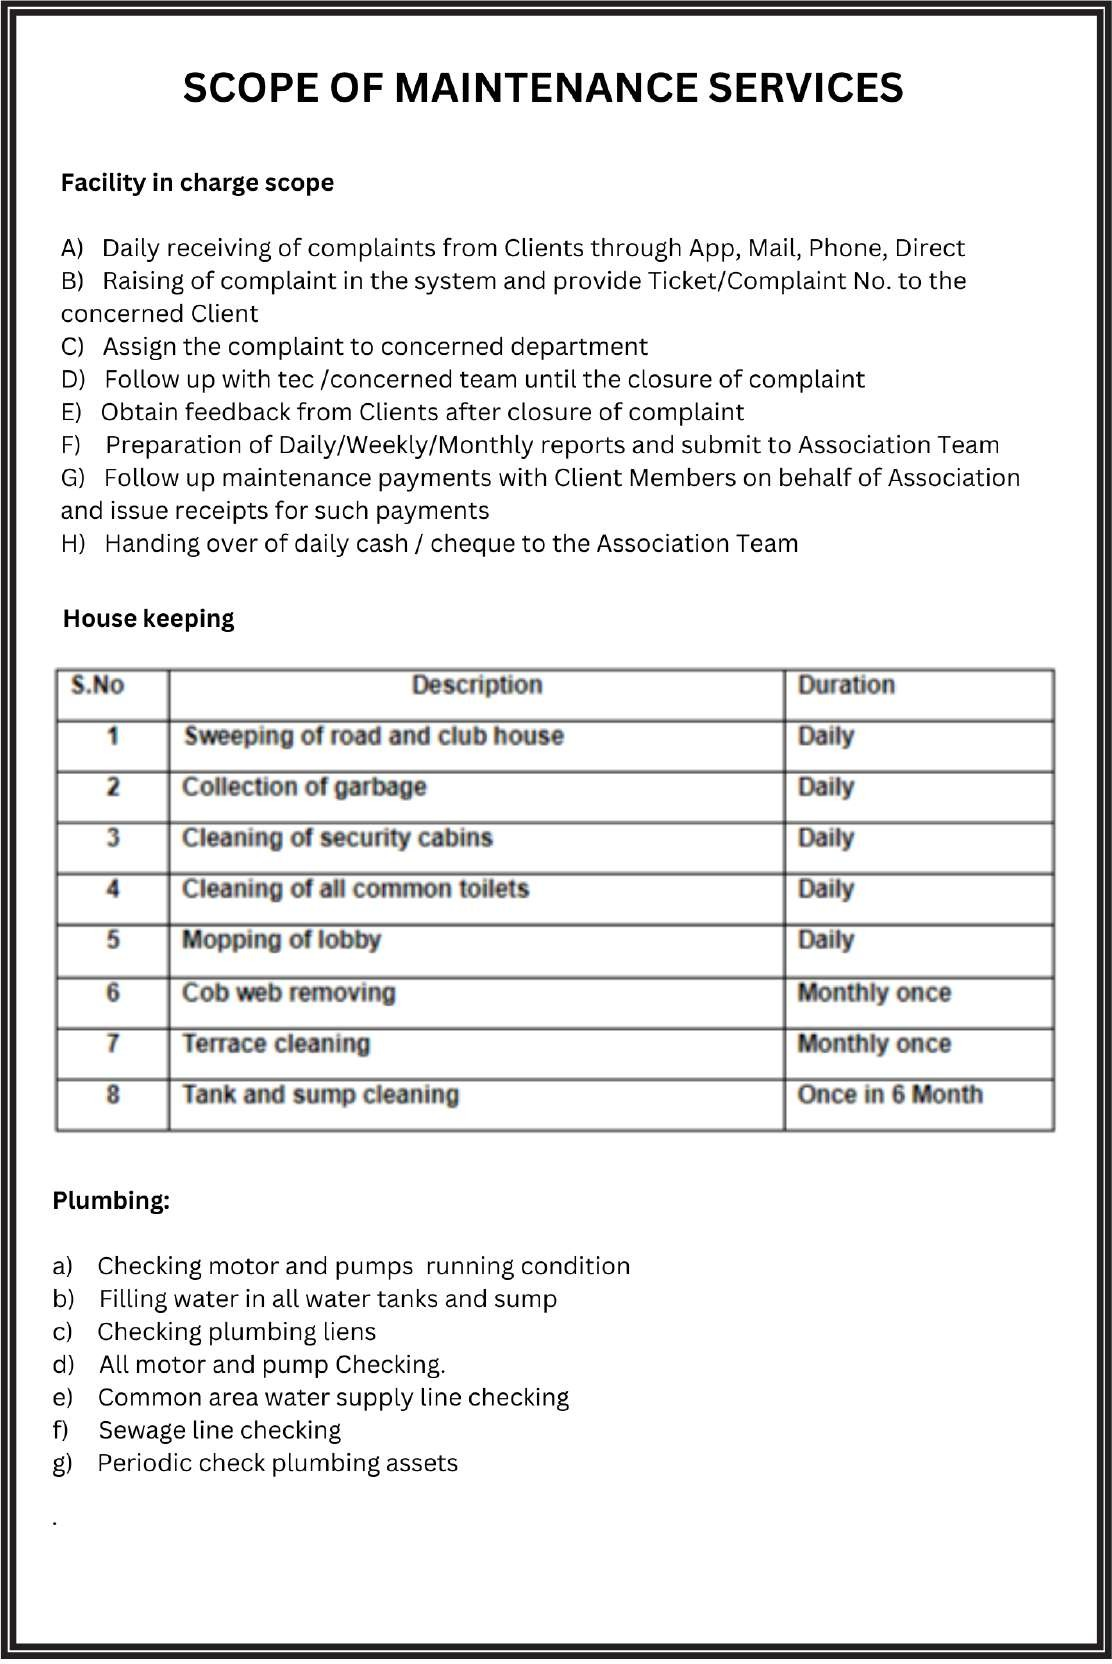 SCOPE OF MAINTENANCE SERVICES
Facility in charge scope
A) Daily receiving of complaints from Clients through App, Mail, Phone, Direct
B) Raising of complaint in the system and provide Ticket/Complaint No. to the
concerned Client
C) Assign the complaint to concerned department
D) Follow up with tec /concerned team until the closure of complaint
E) Obtain feedback from Clients after closure of complaint
F) Preparation of Daily/Weekly/Monthly reports and submit to Association Team
G) Follow up maintenance payments with Client Members on behalf of Association
and issue receipts for such payments
H) Handing over of daily cash / cheque to the Association Team
House keeping
S.No Description Duration
1 Sweeping of road and club house Daily
2 Collection of garbage Daily
3 Cleaning of security cabins Daily
4 Cleaning of all common toilets Daily
5 Mopping of lobby Daily
6 Cob web removing Monthly once
7 Terrace cleaning Monthly once
8 Tank and sump cleaning Once in 6 Month
Plumbing:
a) Checking motor and pumps running condition
b) Filling water in all water tanks and sump
c) Checking plumbing liens
d) All motor and pump Checking.
e) Common area water supply line checking
f) Sewage line checking
g) Periodic check plumbing assets
.